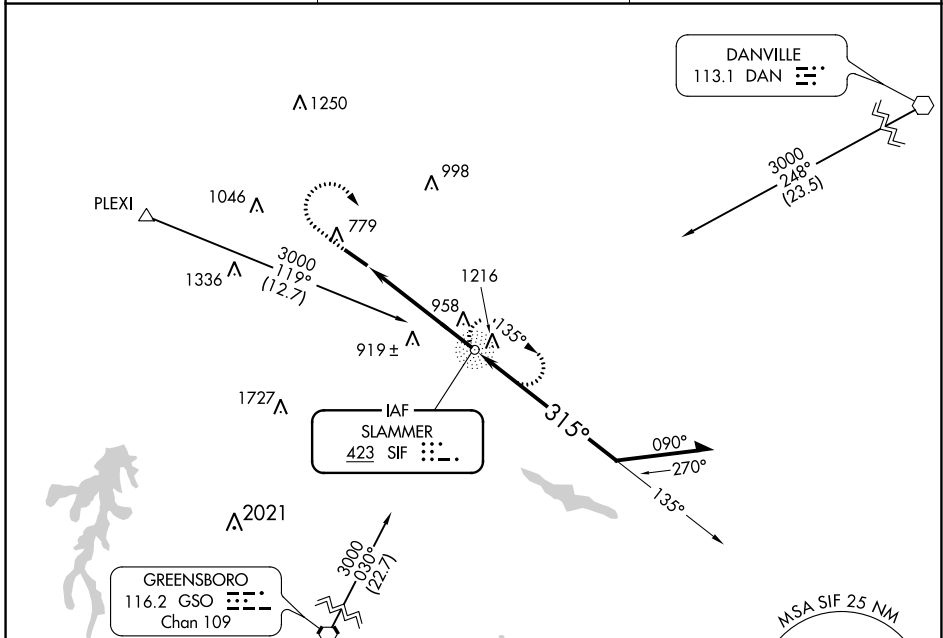 DANVILLE
113.1 DAN
1250
998
3000
248°
(23.5)
PLEXI
1046
779
3000
119°
(12.7)
1336
1216
958
135°
919 ±
1727
IAF
SLAMMER
423 SIF
315°
090°
270°
135°
2021
3000
030°
(22.7)
GREENSBORO
116.2 GSO
Chan 109
MSA SIF 25 NM